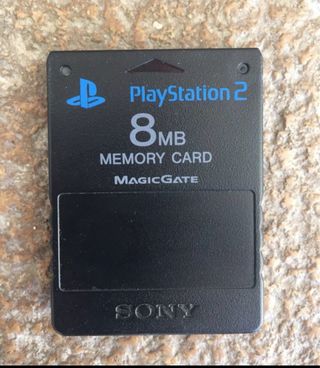 PlayStation 2
8MB
MEMORY CARD
MAGICGATE
SONY